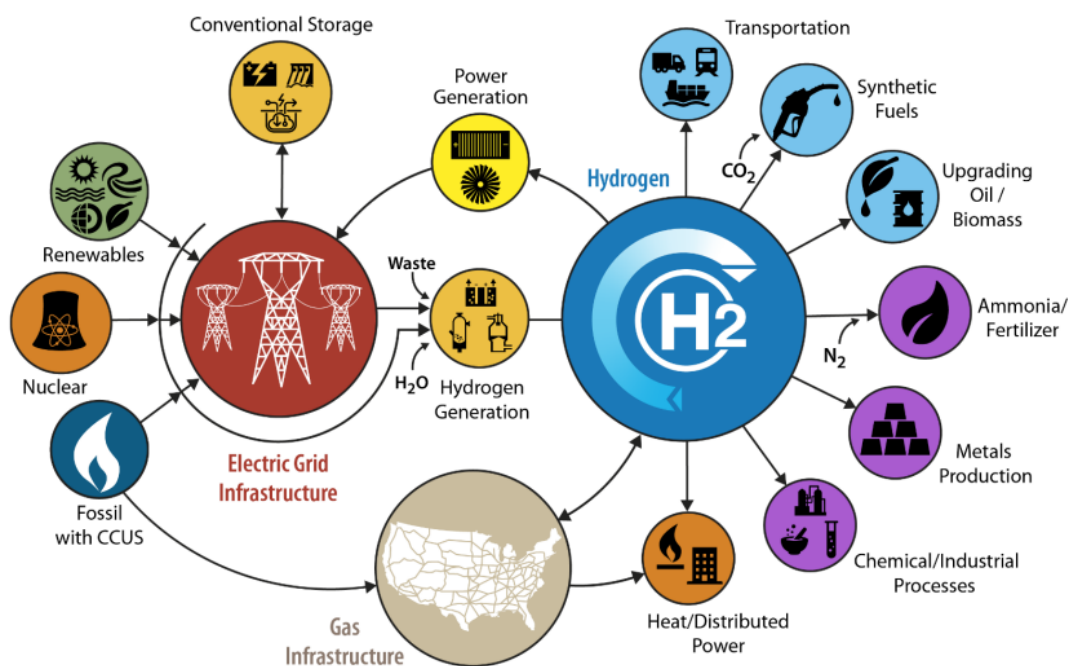 Conventional Storage
Transportation
Power
Generation
Synthetic
Fuels
CO₂
Hydrogen
Upgrading
Oil /
Biomass
Renewables
Waste
H2
Ammonia/
Fertilizer
N₂
Nuclear
H₂O
Hydrogen
Generation
Electric Grid
Infrastructure
Metals
Production
Fossil
with CCUS
Chemical/Industrial
Processes
Gas
Infrastructure
Heat/Distributed
Power